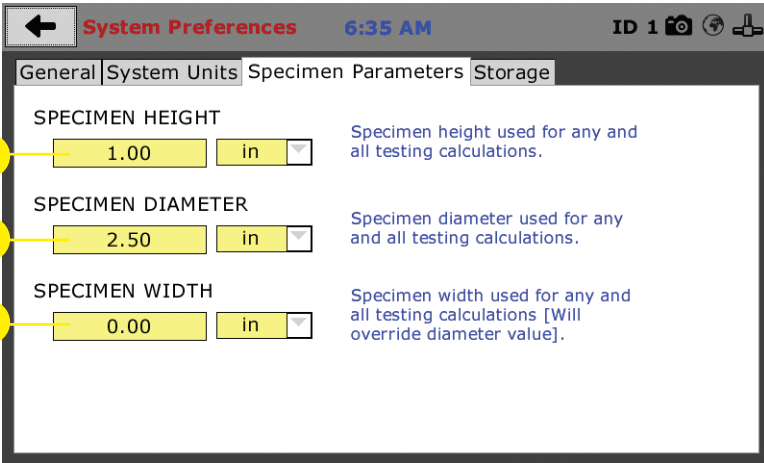 System Preferences 6:35 AM ID 1
General System Units Specimen Parameters Storage
SPECIMEN HEIGHT
1.00 in
Specimen height used for any and
all testing calculations.
SPECIMEN DIAMETER
2.50 in
Specimen diameter used for any
and all testing calculations.
SPECIMEN WIDTH
0.00 in
Specimen width used for any and
all testing calculations [Will
override diameter value].